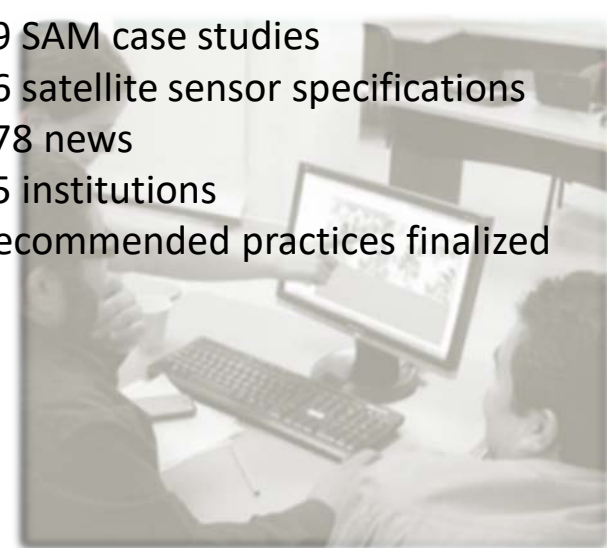 9 SAM case studies
6 satellite sensor specifications
78 news
5 institutions
ecommended practices finalized